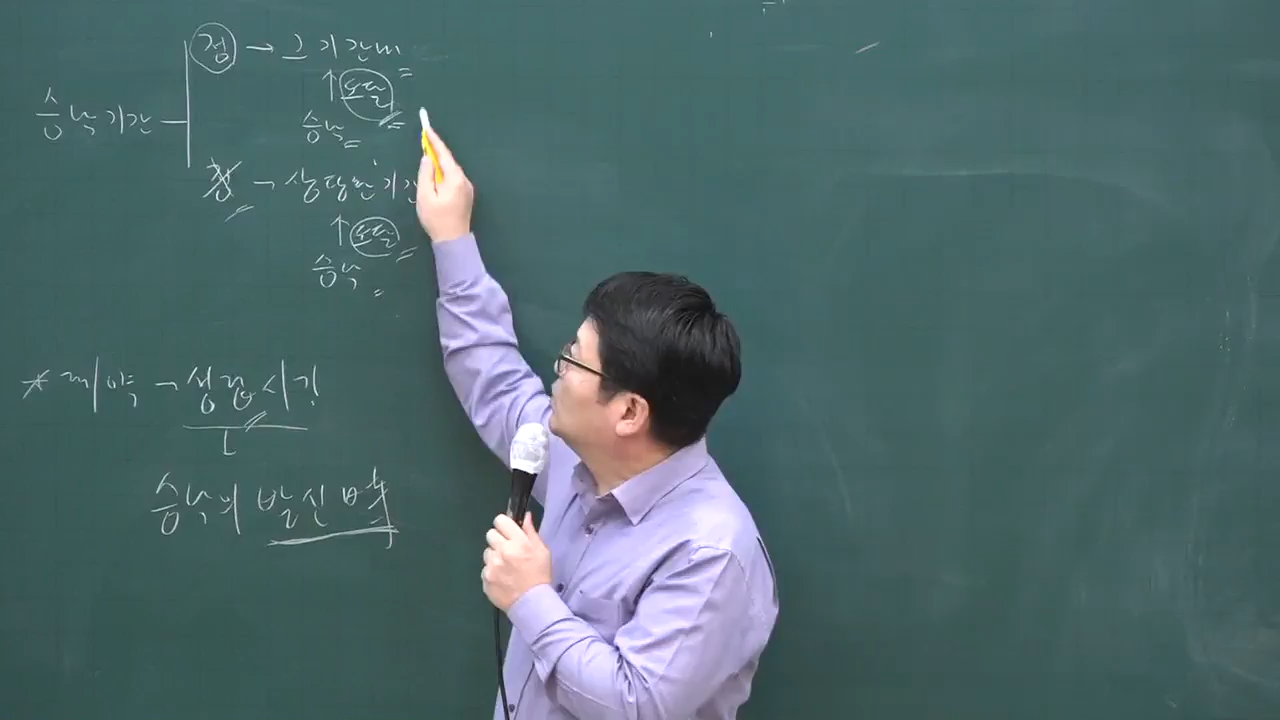 정 → 그 기간내
↑ 도달
승낙기간
승낙
정 → 상당한 기간
↑ 도달
승낙
* 계약 → 성립시기
승낙의 발신 때